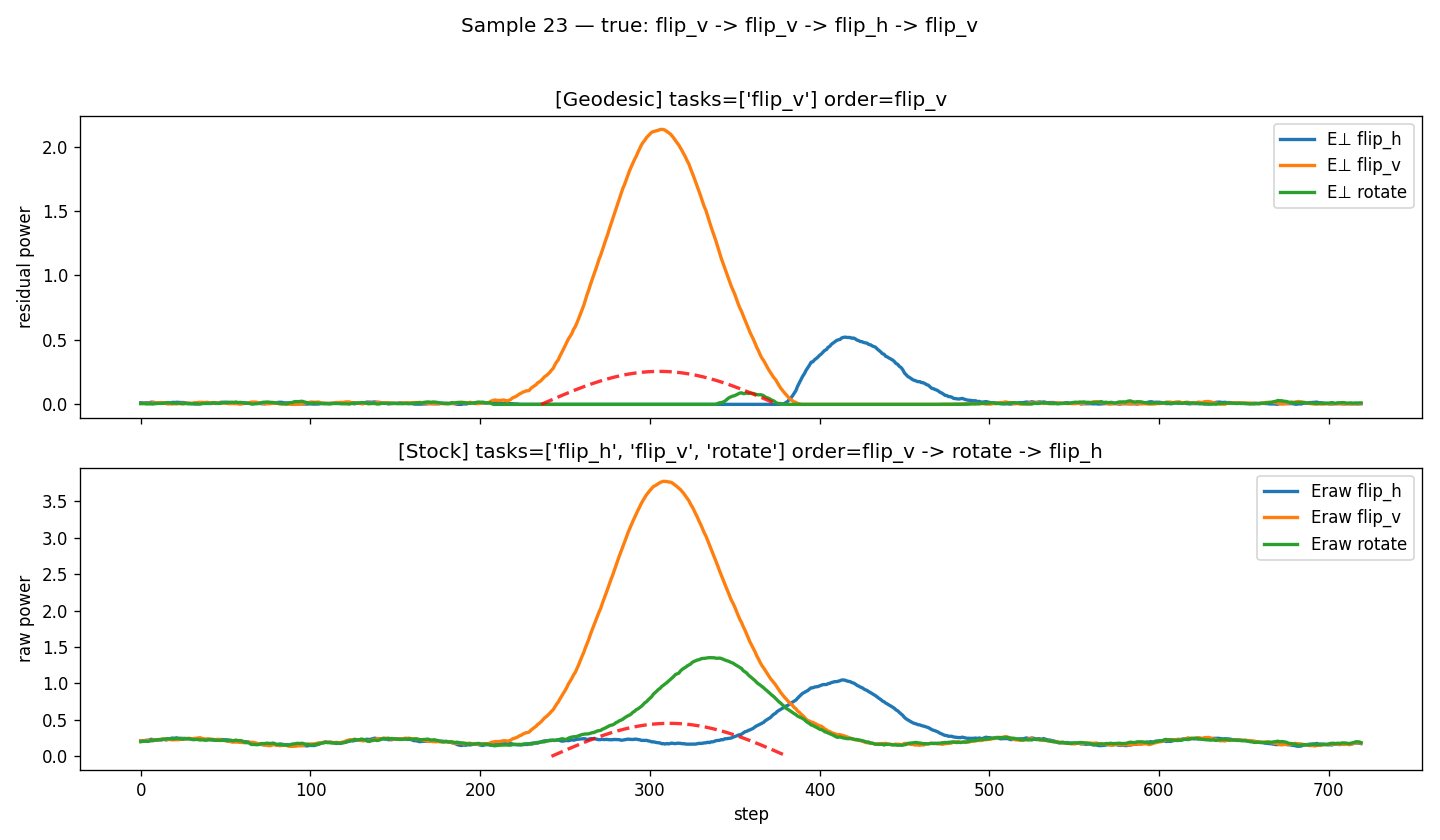 Sample 23 — true: flip_v -> flip_v -> flip_h -> flip_v
[Geodesic] tasks=['flip_v'] order=flip_v
residual power
2.0
1.5
1.0
0.5
0.0
E⊥ flip_h
E⊥ flip_v
E⊥ rotate
[Stock] tasks=['flip_h', 'flip_v', 'rotate'] order=flip_v -> rotate -> flip_h
raw power
3.5
3.0
2.5
2.0
1.5
1.0
0.5
0.0
Eraw flip_h
Eraw flip_v
Eraw rotate
0 100 200 300 400 500 600 700
step